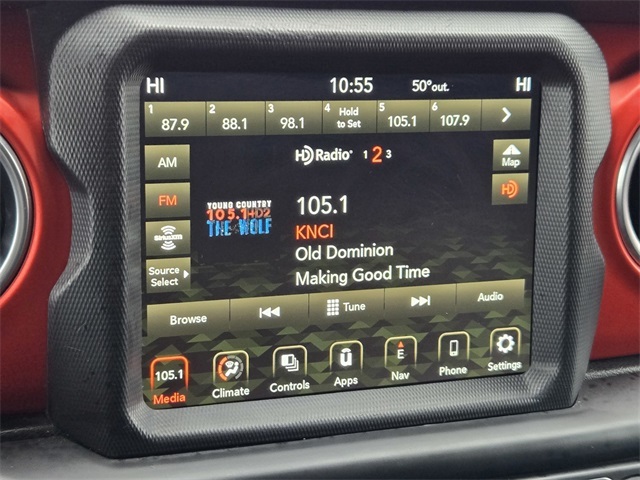 HI 10:55 50°out. HI
1 87.9 2 88.1 3 98.1 4 Hold to Set 5 105.1 6 107.9
AM HD Radio 1 2 3 Map
FM HD
105.1
YOUNG COUNTRY
105.1 HD2
THE WOLF
KNCI
SiriusXM
Old Dominion
Source Select
Making Good Time
Browse Tune Audio
105.1 E
Media Climate Controls Apps Nav Phone Settings